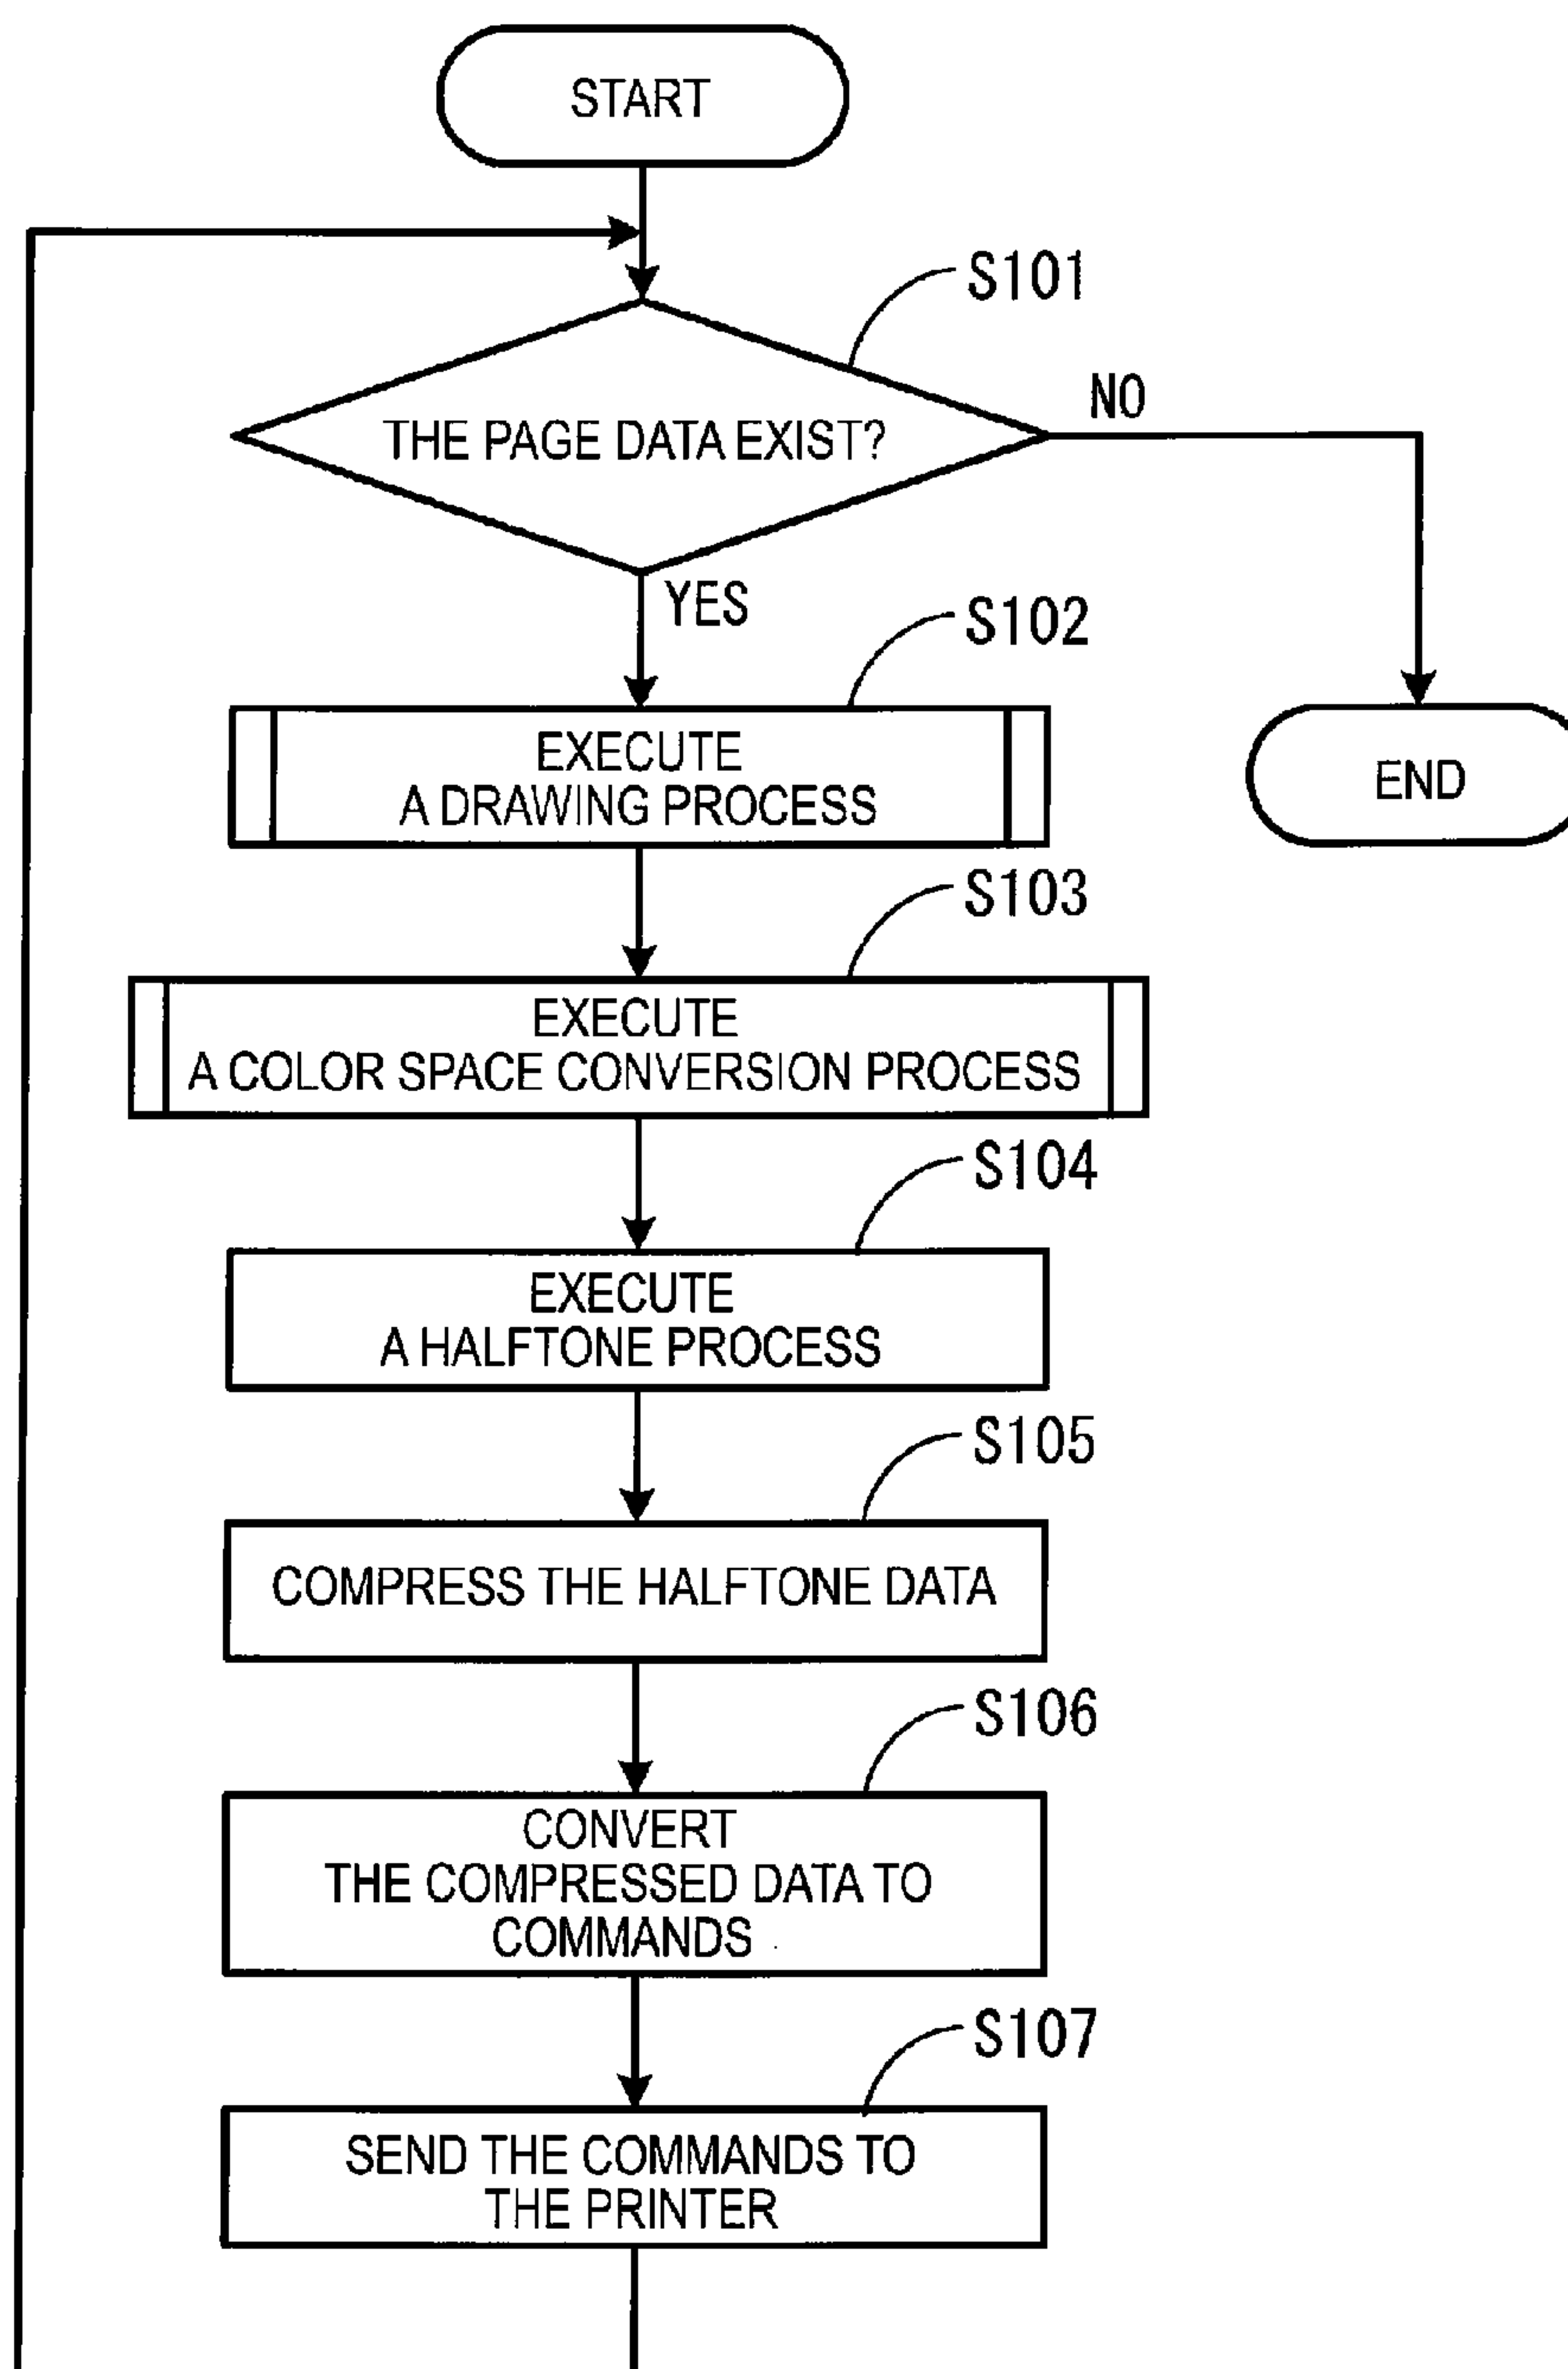 START
S101
NO
THE PAGE DATA EXIST?
YES
S102
EXECUTE
A DRAWING PROCESS
END
S103
EXECUTE
A COLOR SPACE CONVERSION PROCESS
S104
EXECUTE
A HALFTONE PROCESS
S105
COMPRESS THE HALFTONE DATA
S106
CONVERT
THE COMPRESSED DATA TO
COMMANDS
S107
SEND THE COMMANDS TO
THE PRINTER